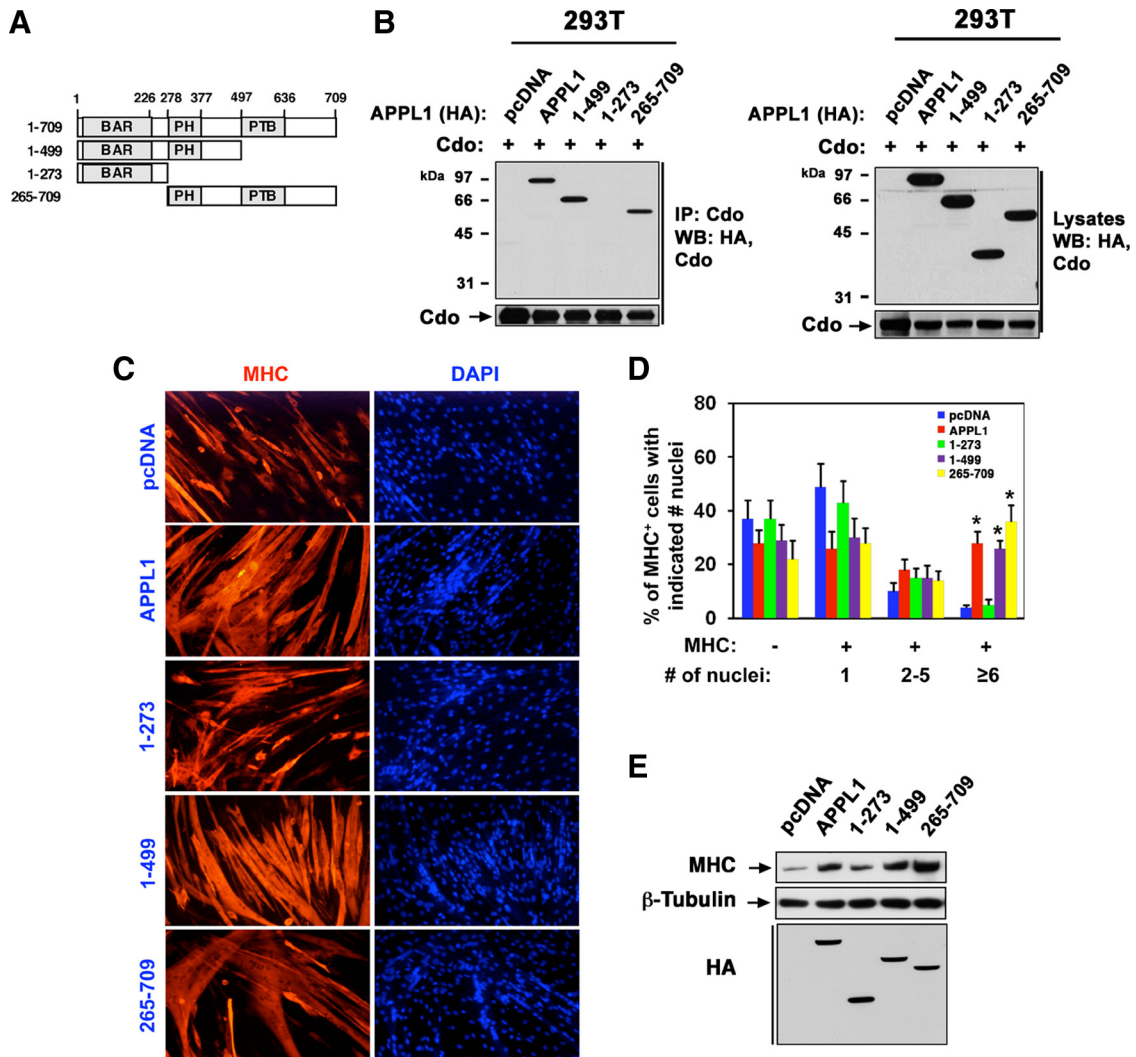 A
1 226 278 377 497 636 709
1-709 BAR PH PTB
1-499 BAR PH
1-273 BAR
265-709 PH PTB
B
293T
APPL1 (HA): pcDNA APPL1 1-499 1-273 265-709
Cdo: + + + + +
kDa 97 –
66 –
45 –
31 –
IP: Cdo
WB: HA,
Cdo
Cdo
293T
APPL1 (HA): pcDNA APPL1 1-499 1-273 265-709
Cdo: + + + + +
kDa 97 –
66 –
45 –
31 –
Lysates
WB: HA,
Cdo
Cdo
C
MHC DAPI
pcDNA
APPL1
1-273
1-499
265-709
D
% of MHC+ cells with
indicated # nuclei
80
60
40
20
0
pcDNA
APPL1
1-273
1-499
265-709
* * *
MHC: - + + +
# of nuclei: 1 2-5 ≥6
E
pcDNA APPL1 1-273 1-499 265-709
MHC
β-Tubulin
HA